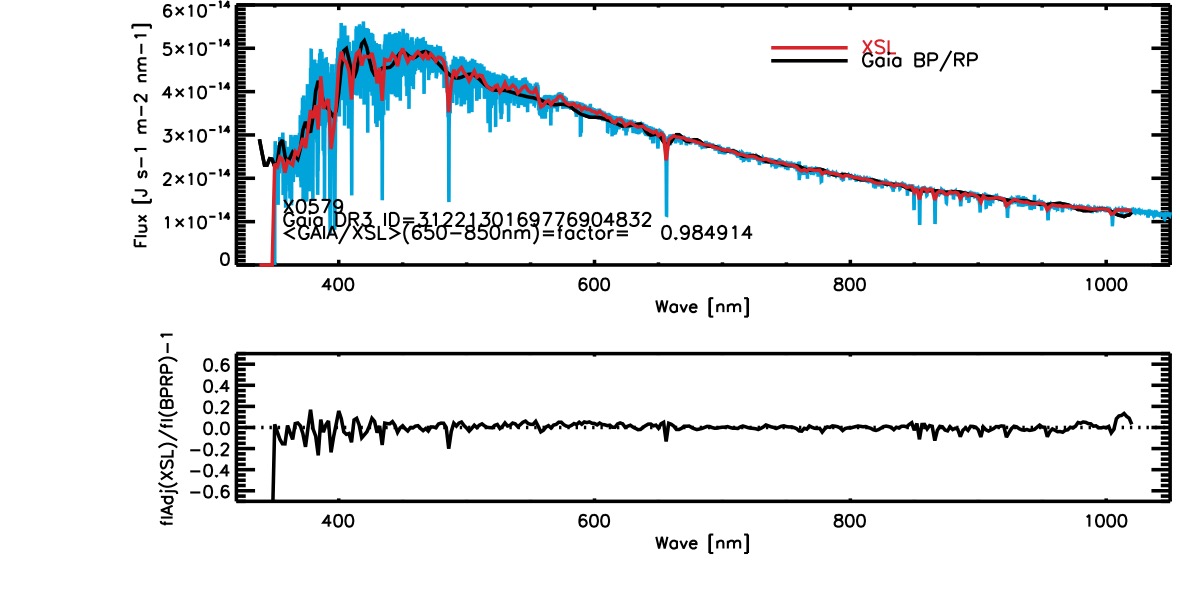 6×10⁻¹⁴
5×10⁻¹⁴
4×10⁻¹⁴
3×10⁻¹⁴
2×10⁻¹⁴
1×10⁻¹⁴
0
Flux [J s−1 m−2 nm−1]
XSL
Gaia BP/RP
X0579
Gaia DR3 ID=3122130169776904832
<GAIA/XSL>(650−850nm)=factor= 0.984914
400 600 800 1000
Wave [nm]
flAdj(XSL)/fl(BPRP)−1
0.6
0.4
0.2
0.0
−0.2
−0.4
−0.6
400 600 800 1000
Wave [nm]